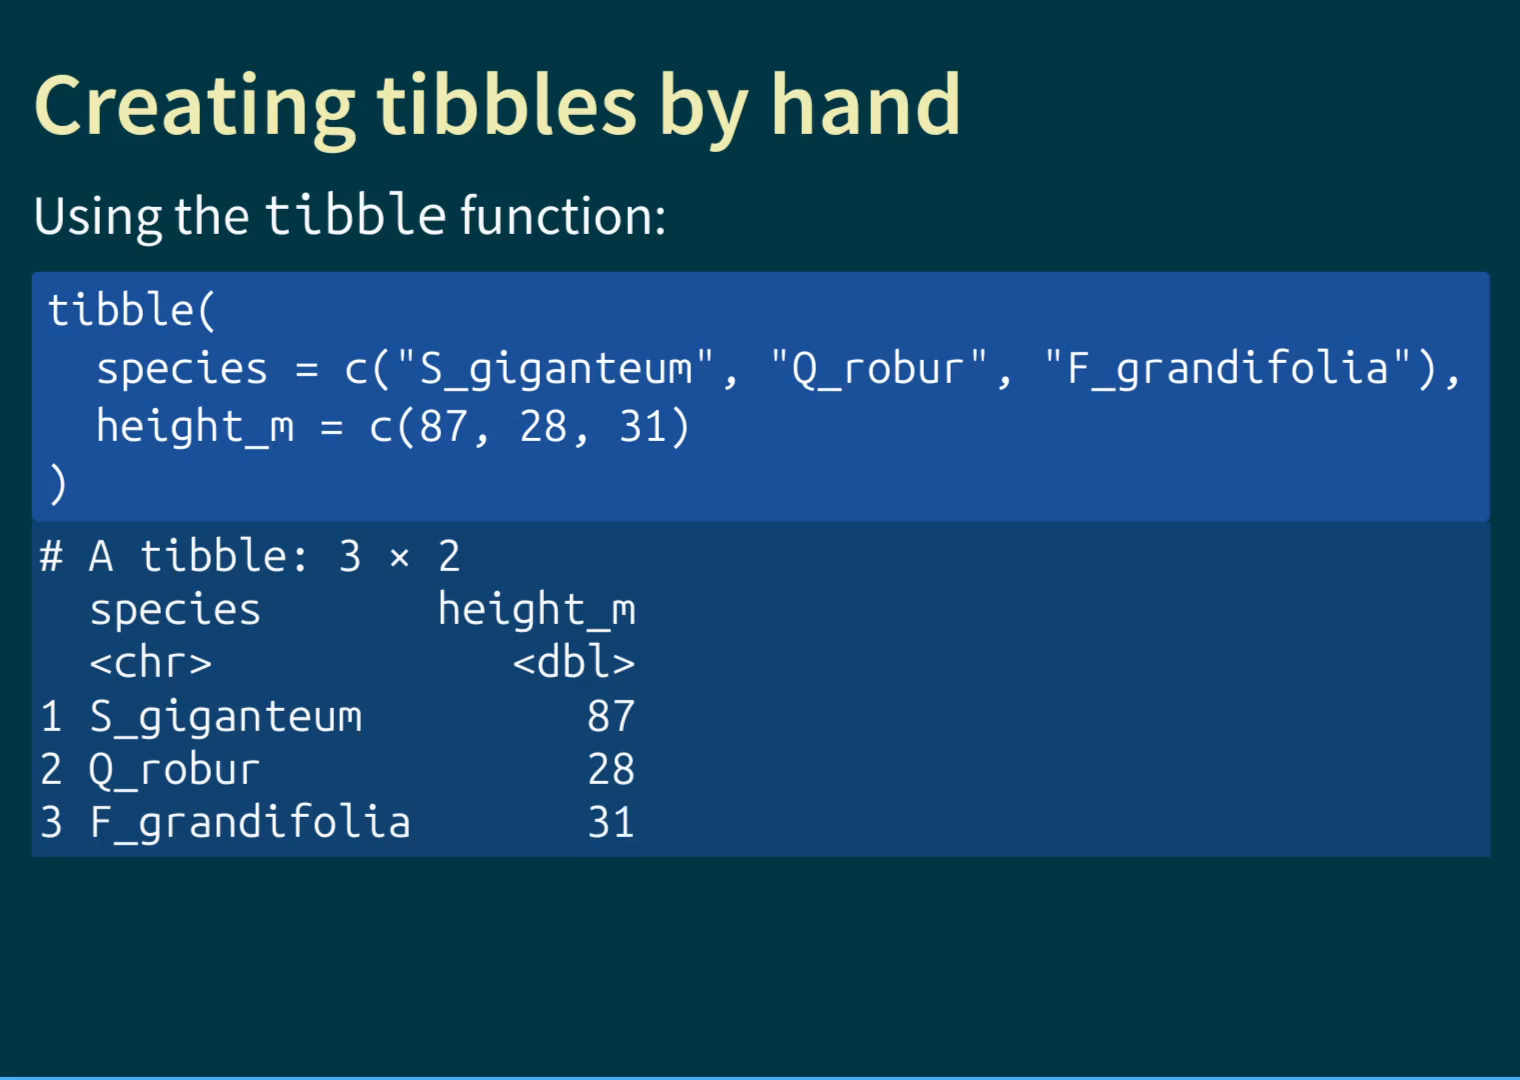 Creating tibbles by hand
Using the tibble function:
tibble(
  species = c("S_giganteum", "Q_robur", "F_grandifolia"),
  height_m = c(87, 28, 31)
)
# A tibble: 3 × 2
  species       height_m
  <chr>            <dbl>
1 S_giganteum         87
2 Q_robur             28
3 F_grandifolia       31